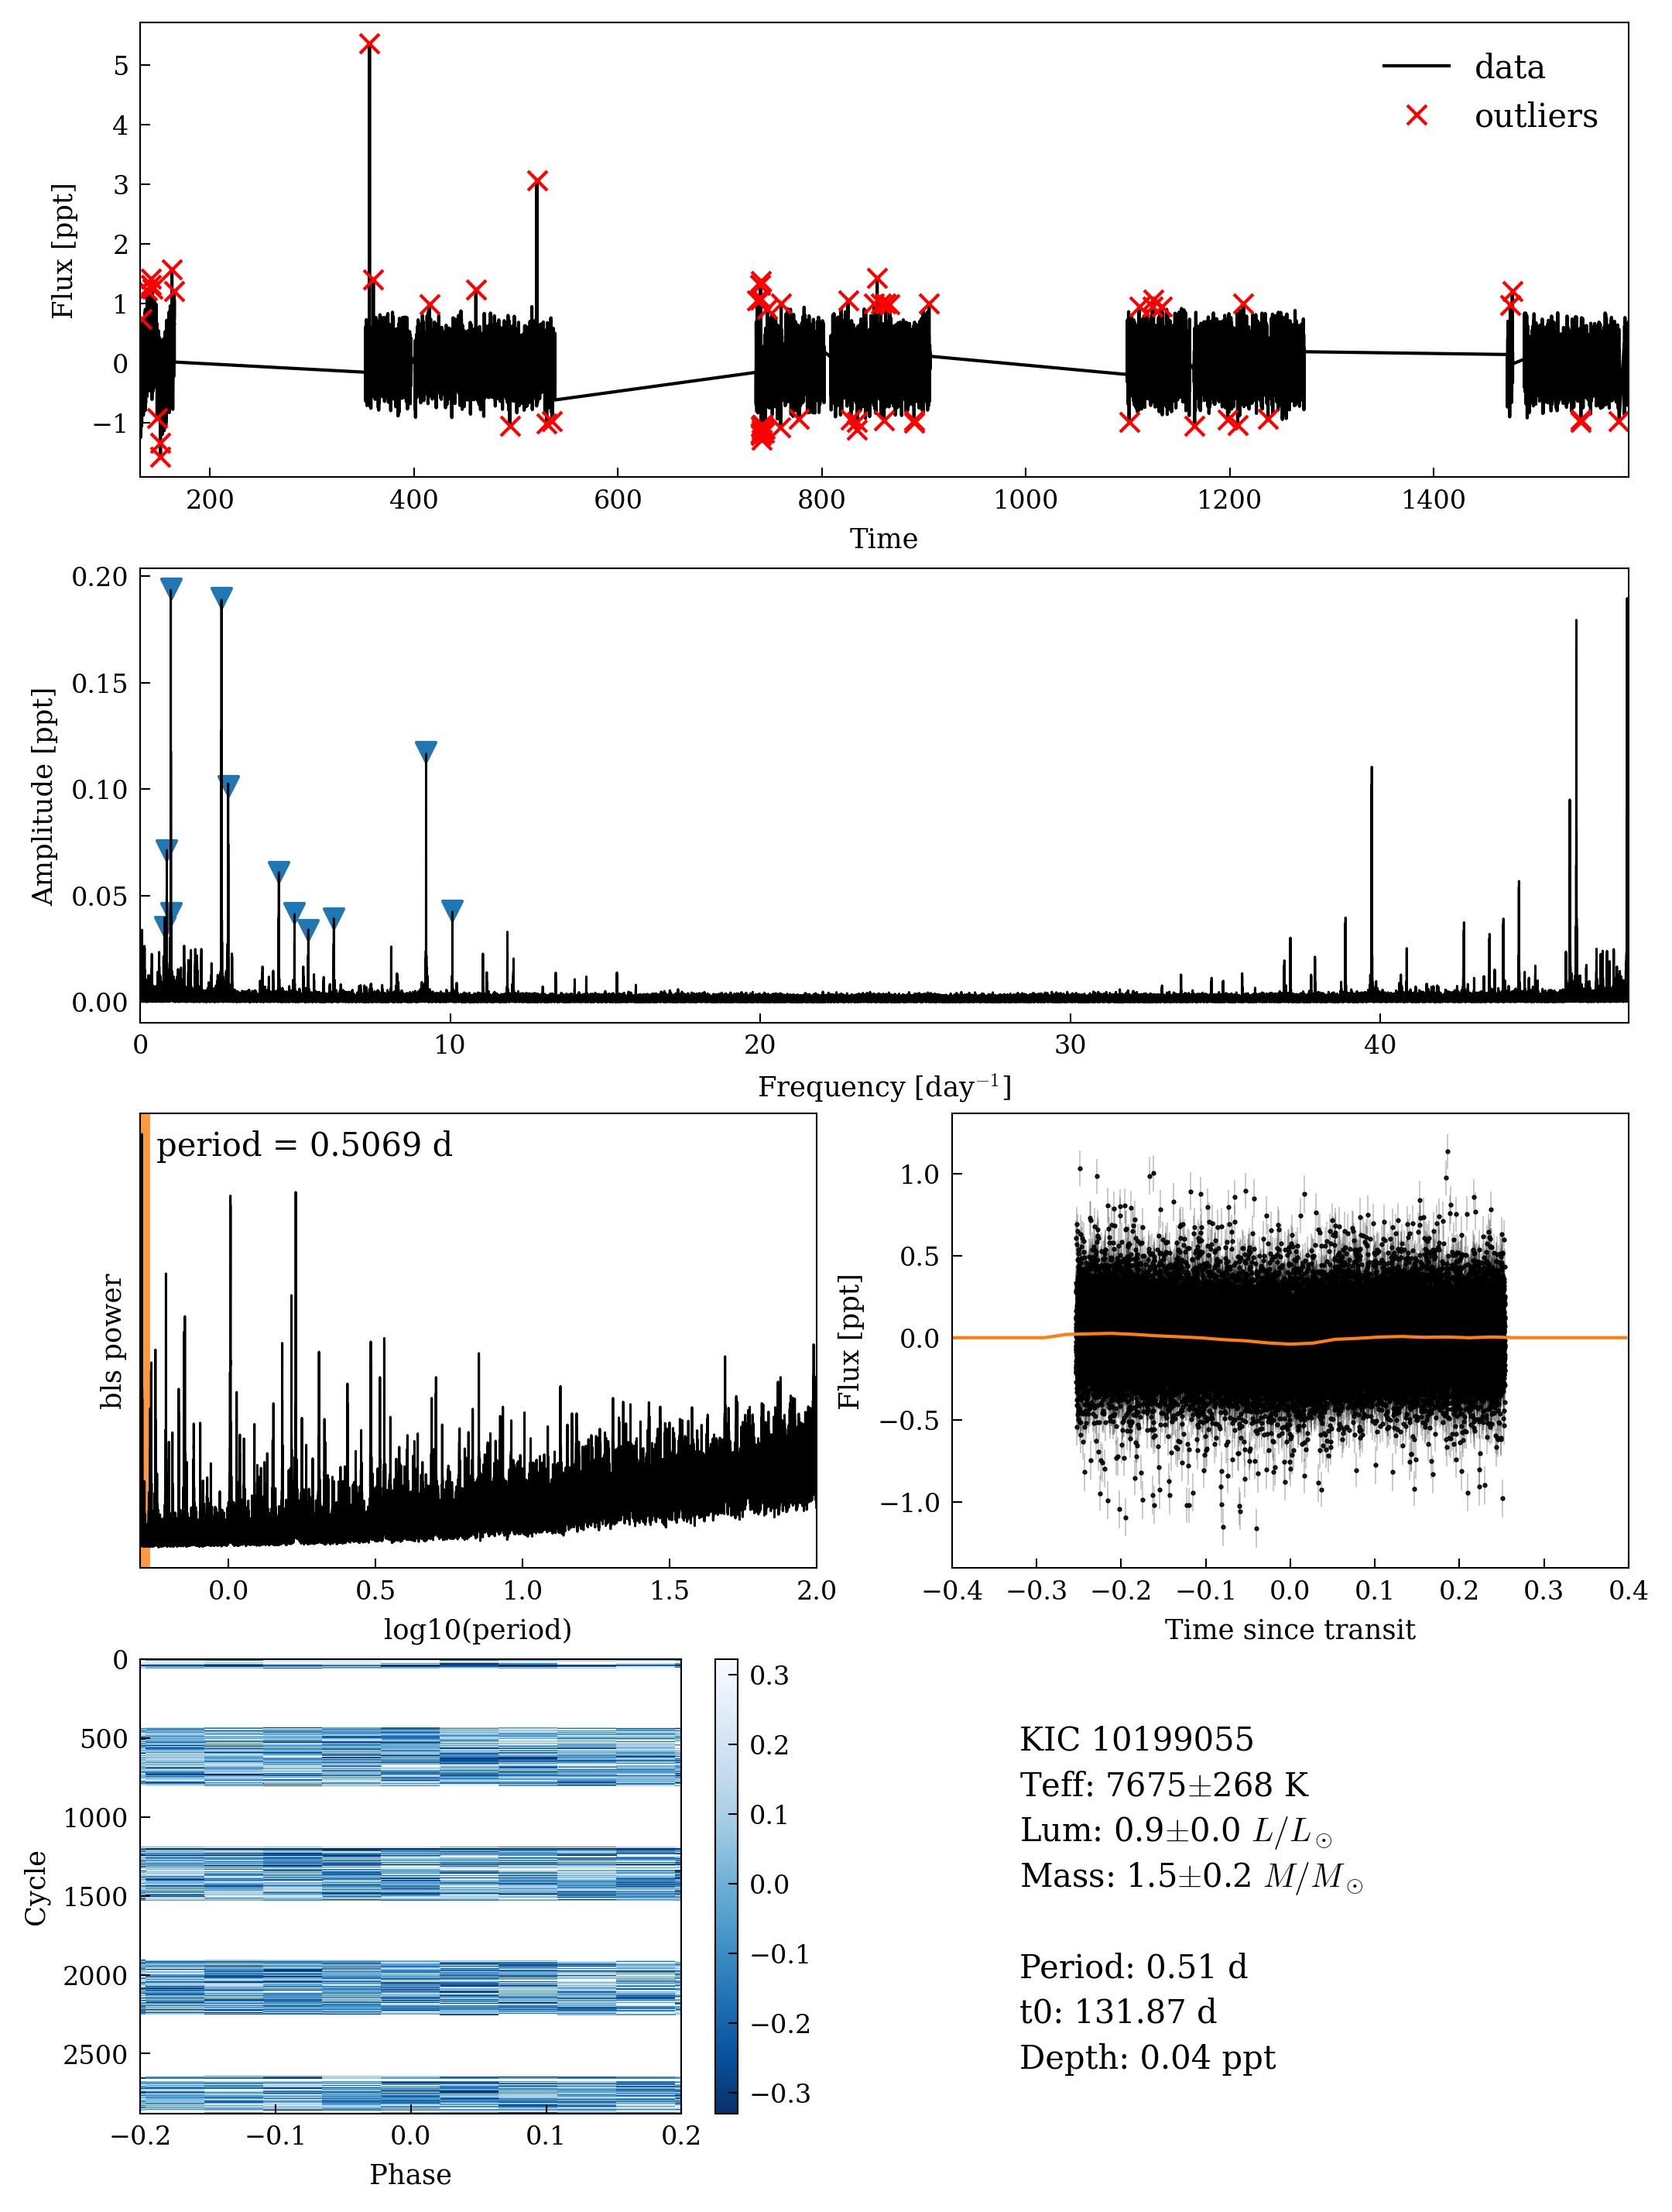 data
outliers
5
4
3
2
1
0
−1
Flux [ppt]
200 400 600 800 1000 1200 1400
Time
0.20
0.15
0.10
0.05
0.00
Amplitude [ppt]
0 10 20 30 40
Frequency [day⁻¹]
period = 0.5069 d
bls power
0.0 0.5 1.0 1.5 2.0
log10(period)
1.0
0.5
0.0
−0.5
−1.0
Flux [ppt]
−0.4 −0.3 −0.2 −0.1 0.0 0.1 0.2 0.3 0.4
Time since transit
0
500
1000
1500
2000
2500
Cycle
−0.2 −0.1 0.0 0.1 0.2
Phase
0.3
0.2
0.1
0.0
−0.1
−0.2
−0.3
KIC 10199055
Teff: 7675±268 K
Lum: 0.9±0.0 L/L☉
Mass: 1.5±0.2 M/M☉
Period: 0.51 d
t0: 131.87 d
Depth: 0.04 ppt